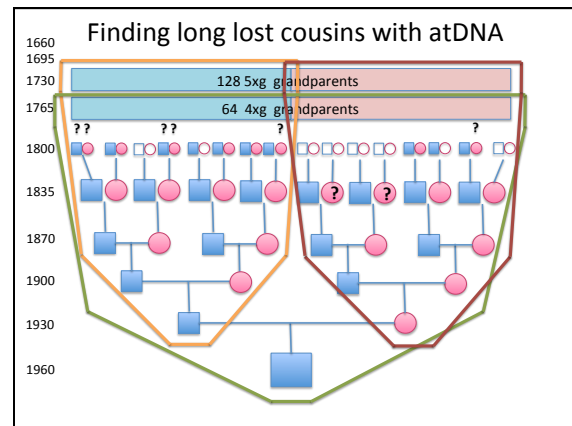 Finding long lost cousins with atDNA
1660
1695
1730
128 5xg grandparents
1765
64 4xg grandparents
? ? ? ? ? ?
1800
1835
? ?
1870
1900
1930
1960